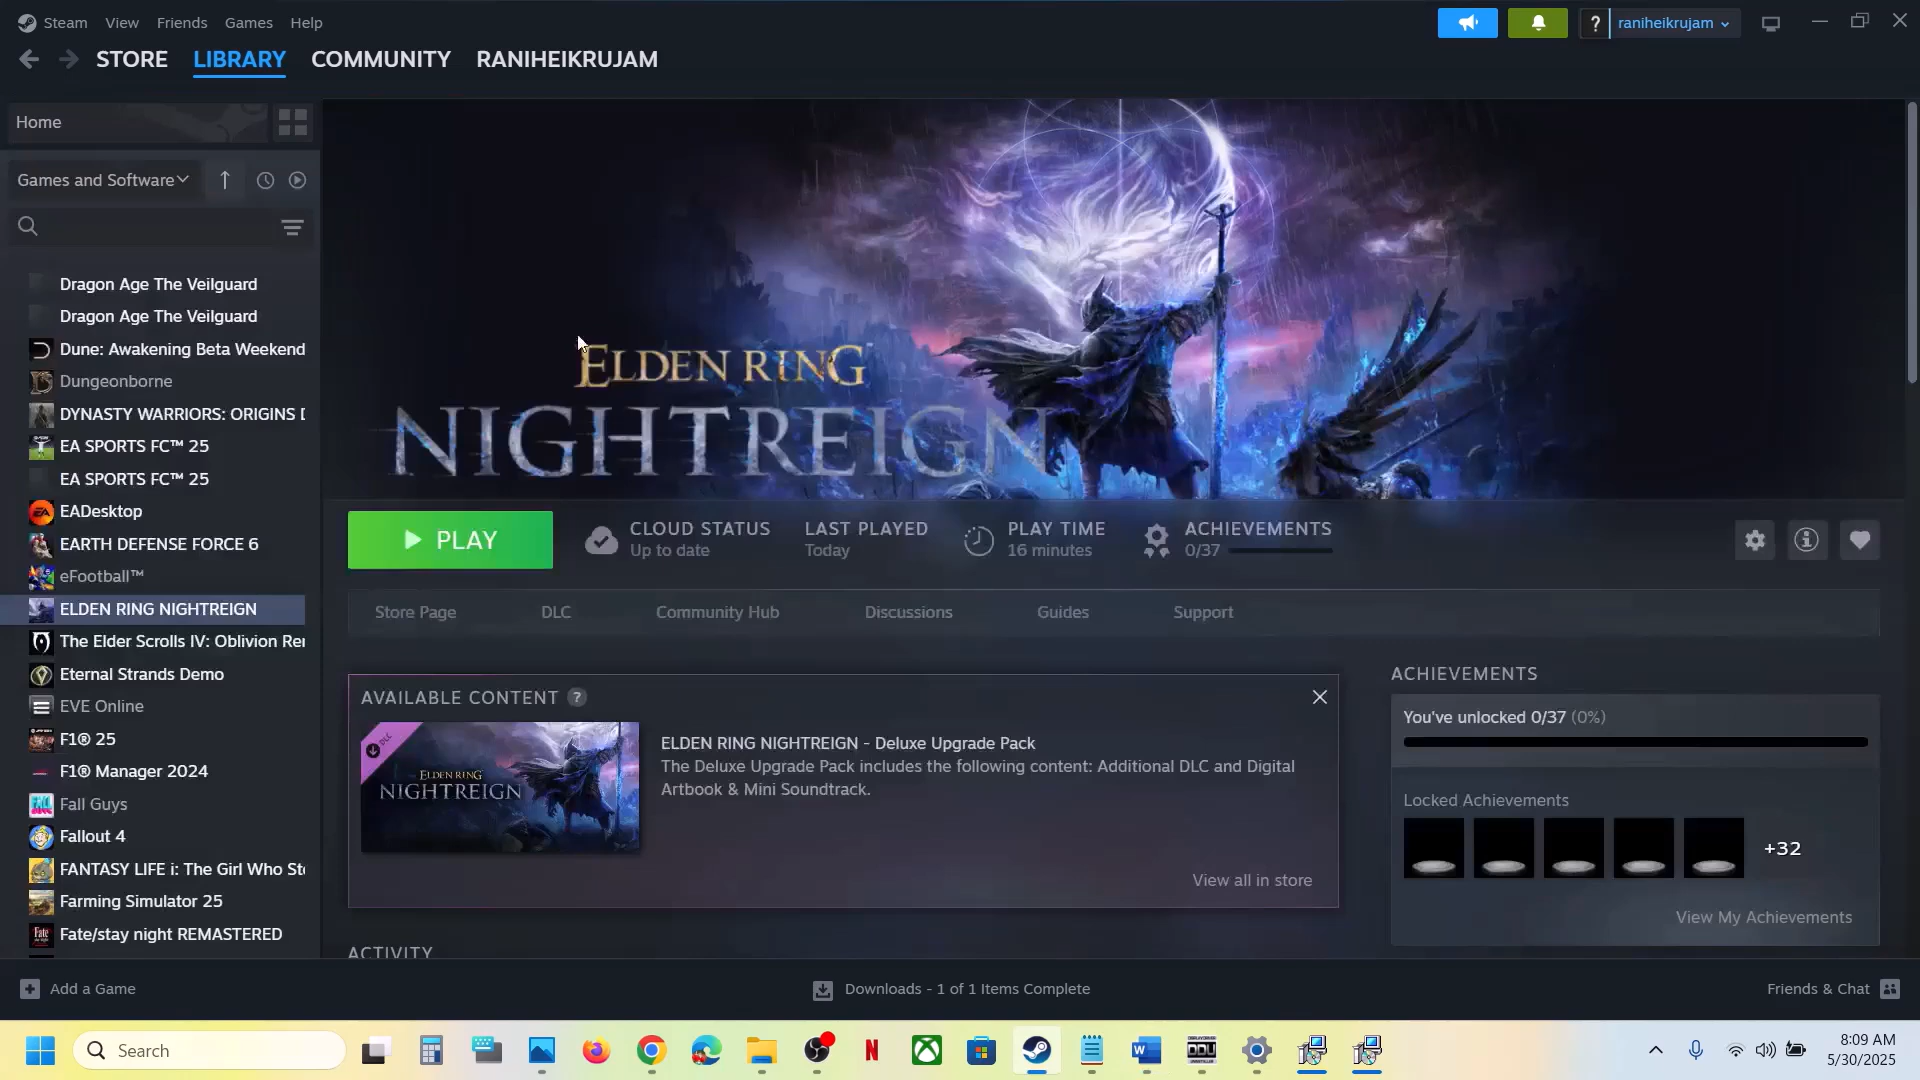 Steam View Friends Games Help
? raniheikrujam
STORE LIBRARY COMMUNITY RANIHEIKRUJAM
Home
Games and Software
Dragon Age The Veilguard
Dragon Age The Veilguard
Dune: Awakening Beta Weekend
Dungeonborne
DYNASTY WARRIORS: ORIGINS D
EA SPORTS FC™ 25
EA SPORTS FC™ 25
EADesktop
EARTH DEFENSE FORCE 6
eFootball™
ELDEN RING NIGHTREIGN
The Elder Scrolls IV: Oblivion Rem
Eternal Strands Demo
EVE Online
F1® 25
F1® Manager 2024
Fall Guys
Fallout 4
FANTASY LIFE i: The Girl Who Ste
Farming Simulator 25
Fate/stay night REMASTERED
ELDEN RING
NIGHTREIGN
PLAY
CLOUD STATUS
Up to date
LAST PLAYED
Today
PLAY TIME
16 minutes
ACHIEVEMENTS
0/37
Store Page DLC Community Hub Discussions Guides Support
AVAILABLE CONTENT ?
DLC
ELDEN RING
NIGHTREIGN
ELDEN RING NIGHTREIGN - Deluxe Upgrade Pack
The Deluxe Upgrade Pack includes the following content: Additional DLC and Digital
Artbook & Mini Soundtrack.
View all in store
ACTIVITY
ACHIEVEMENTS
You've unlocked 0/37 (0%)
Locked Achievements
+32
View My Achievements
Add a Game
Downloads - 1 of 1 Items Complete
Friends & Chat
Search
8:09 AM
5/30/2025